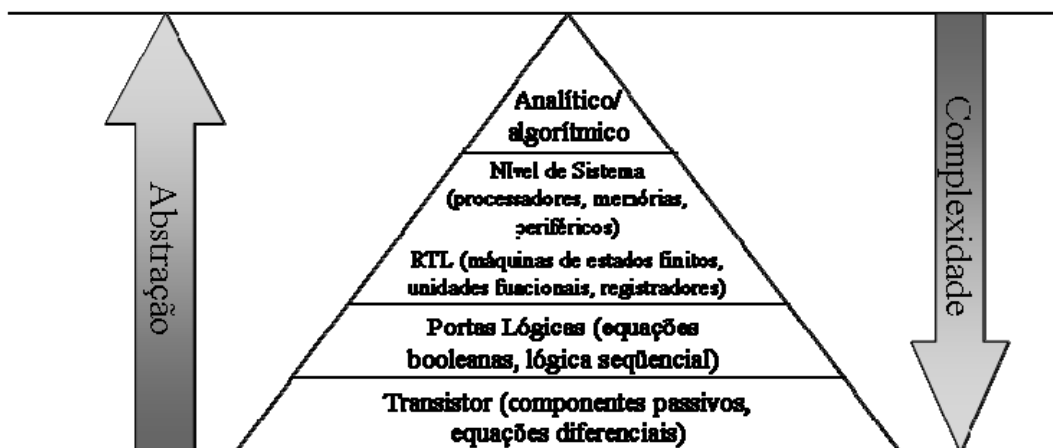 Abstração
Analítico/
algorítmico
Nível de Sistema
(processadores, memórias,
periféricos)
RTL (máquinas de estados finitos,
unidades funcionais, registradores)
Portas Lógicas (equações
booleanas, lógica seqüencial)
Transistor (componentes passivos,
equações diferenciais)
Complexidade